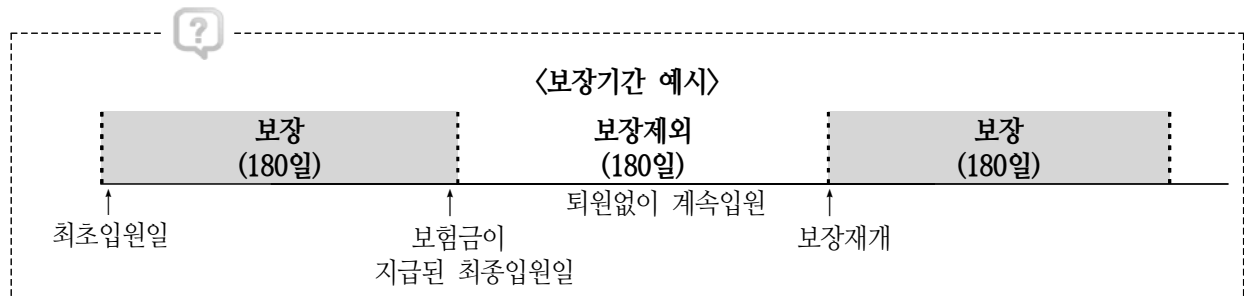 ?
〈보장기간 예시〉
보장 보장제외 보장
(180일) (180일) (180일)
퇴원없이 계속입원
↑ ↑ ↑
최초입원일 보험금이 보장재개
지급된 최종입원일